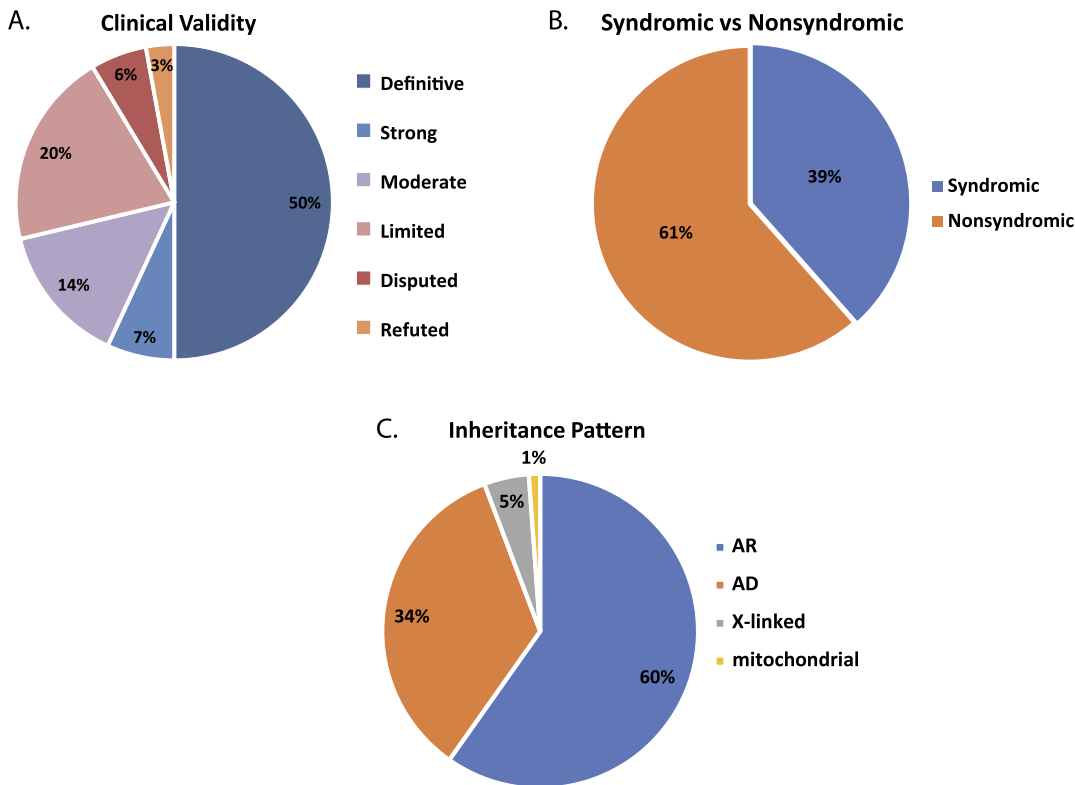 A.
Clinical Validity
3%
6%
20%
50%
14%
7%
Definitive
Strong
Moderate
Limited
Disputed
Refuted
B.
Syndromic vs Nonsyndromic
39%
61%
Syndromic
Nonsyndromic
C.
Inheritance Pattern
1%
5%
34%
60%
AR
AD
X-linked
mitochondrial